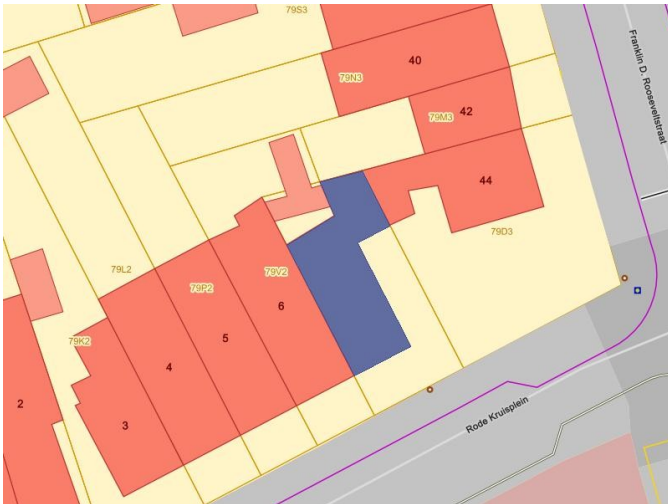 79S3
40
79N3
Franklin D. Rooseveltstraat
42
79M3
44
79D3
79L2
79P2
79V2
6
5
79K2
4
2
3
Rode Kruisplein